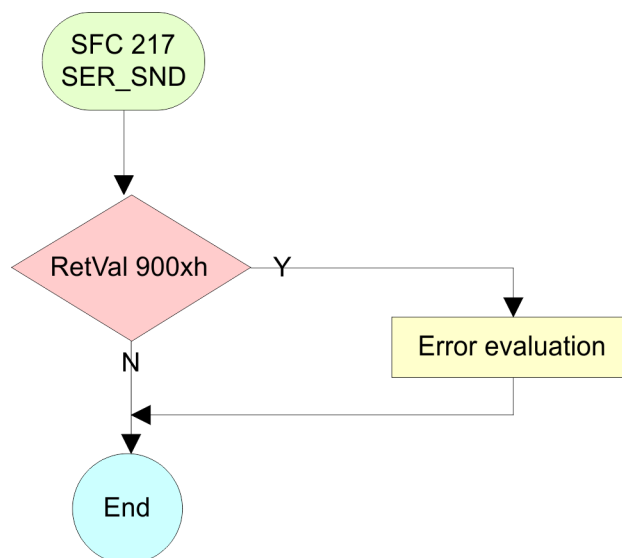 SFC 217
SER_SND
RetVal 900xh
Y
Error evaluation
N
End